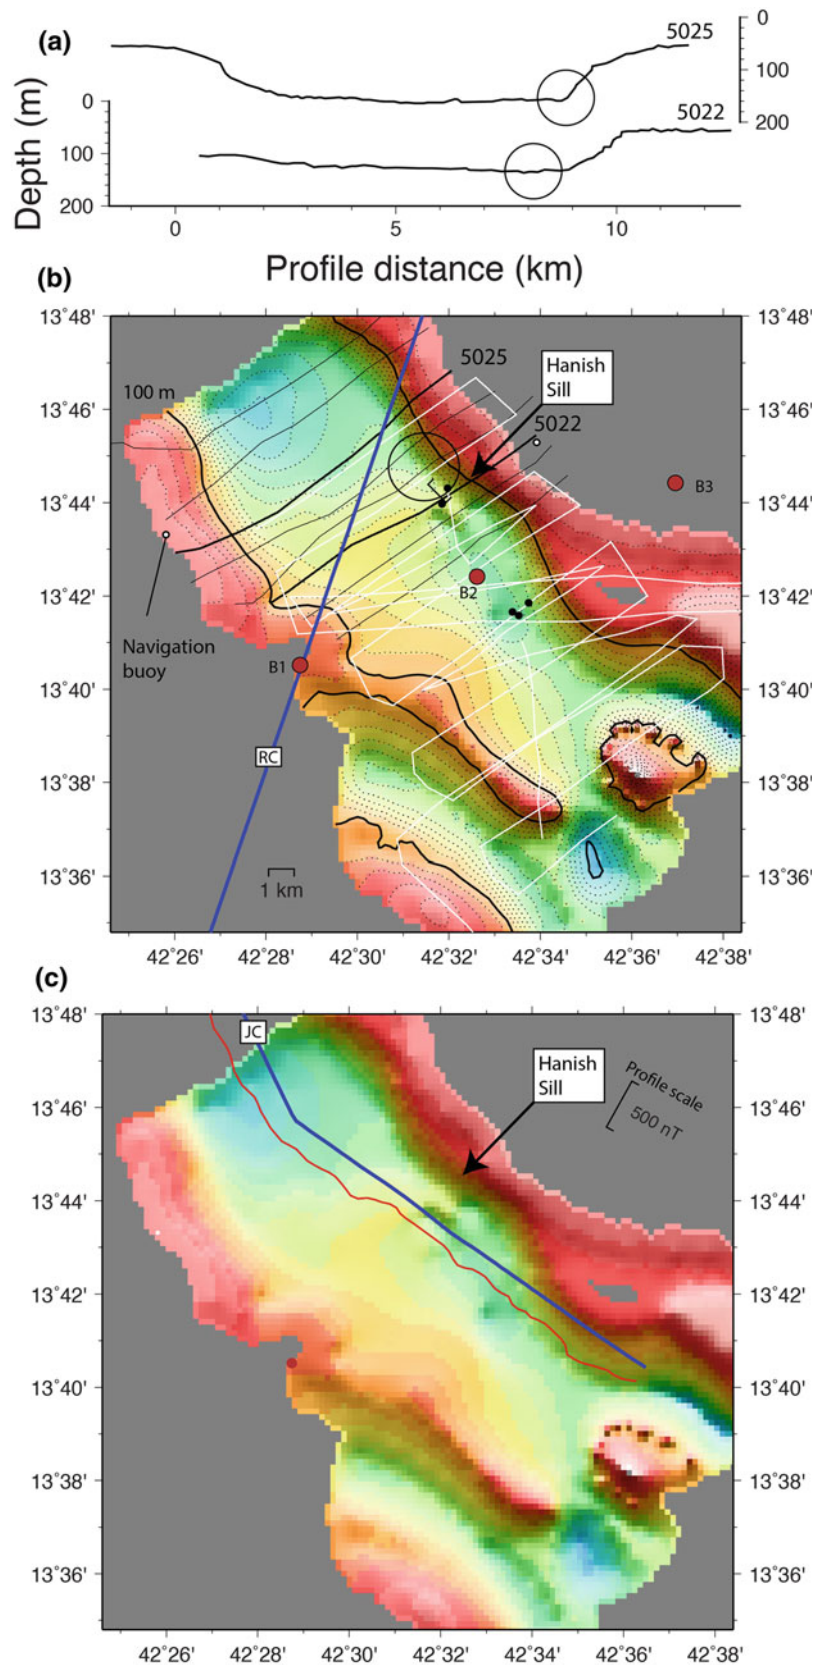 (a)
0
5025
100
0
200
5022
100
200
Depth (m)
0
5
10
Profile distance (km)
(b)
13°48'
13°48'
5025
Hanish
Sill
100 m
13°46'
13°46'
5022
B3
13°44'
13°44'
B2
13°42'
13°42'
Navigation
buoy
B1
13°40'
13°40'
RC
13°38'
13°38'
1 km
13°36'
13°36'
42°26'
42°28'
42°30'
42°32'
42°34'
42°36'
42°38'
(c)
13°48'
13°48'
JC
Hanish
Sill
Profile scale
500 nT
13°46'
13°46'
13°44'
13°44'
13°42'
13°42'
13°40'
13°40'
13°38'
13°38'
13°36'
13°36'
42°26'
42°28'
42°30'
42°32'
42°34'
42°36'
42°38'